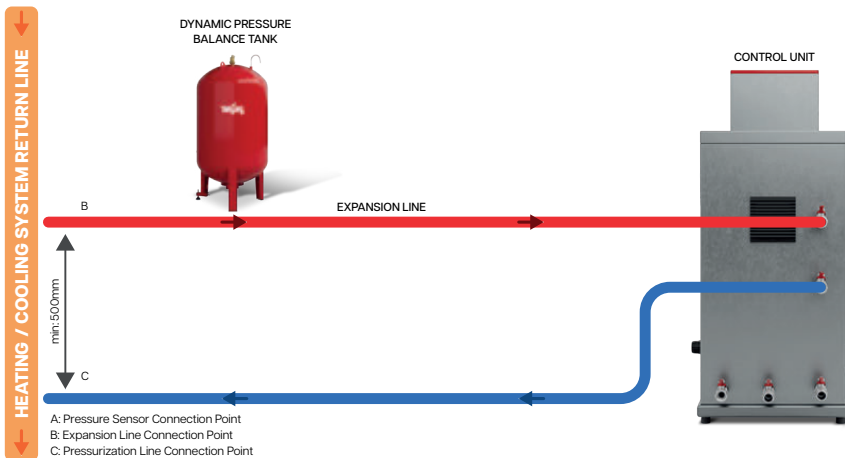 DYNAMIC PRESSURE
BALANCE TANK
CONTROL UNIT
HEATING / COOLING SYSTEM RETURN LINE
B
EXPANSION LINE
min: 500mm
C
A: Pressure Sensor Connection Point
B: Expansion Line Connection Point
C: Pressurization Line Connection Point